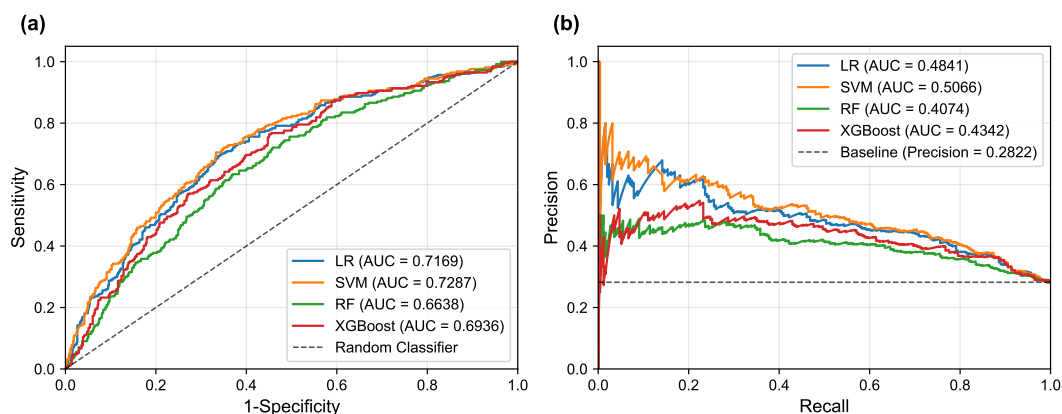 (a)
Sensitivity
1.0
0.8
0.6
0.4
0.2
0.0
0.0 0.2 0.4 0.6 0.8 1.0
1-Specificity
LR (AUC = 0.7169)
SVM (AUC = 0.7287)
RF (AUC = 0.6638)
XGBoost (AUC = 0.6936)
Random Classifier
(b)
Precision
1.0
0.8
0.6
0.4
0.2
0.0
0.0 0.2 0.4 0.6 0.8 1.0
Recall
LR (AUC = 0.4841)
SVM (AUC = 0.5066)
RF (AUC = 0.4074)
XGBoost (AUC = 0.4342)
Baseline (Precision = 0.2822)